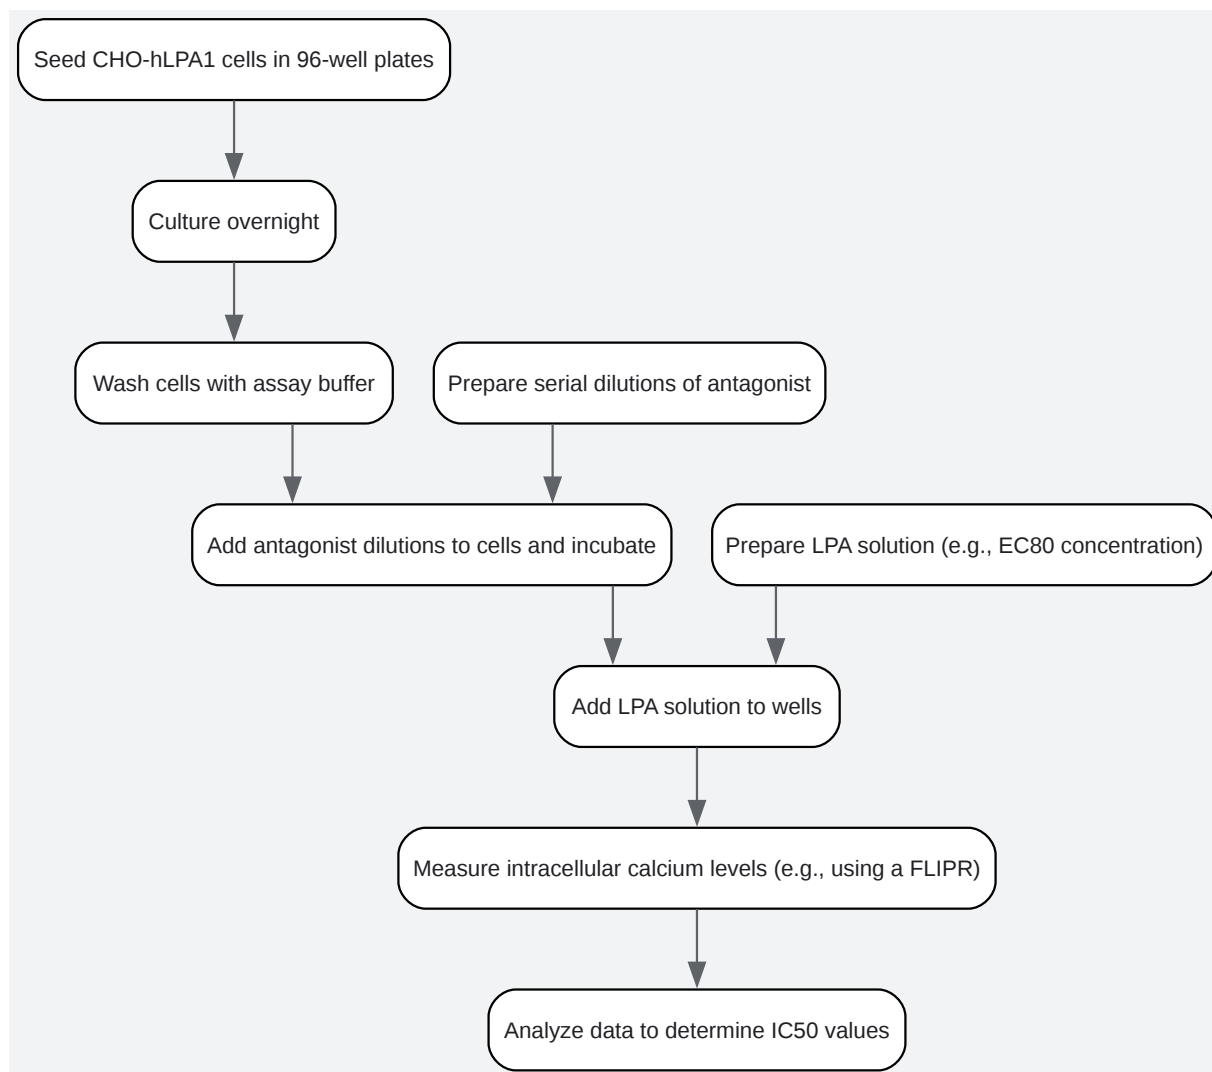 Seed CHO-hLPA1 cells in 96-well plates
Culture overnight
Wash cells with assay buffer
Prepare serial dilutions of antagonist
Add antagonist dilutions to cells and incubate
Prepare LPA solution (e.g., EC80 concentration)
Add LPA solution to wells
Measure intracellular calcium levels (e.g., using a FLIPR)
Analyze data to determine IC50 values